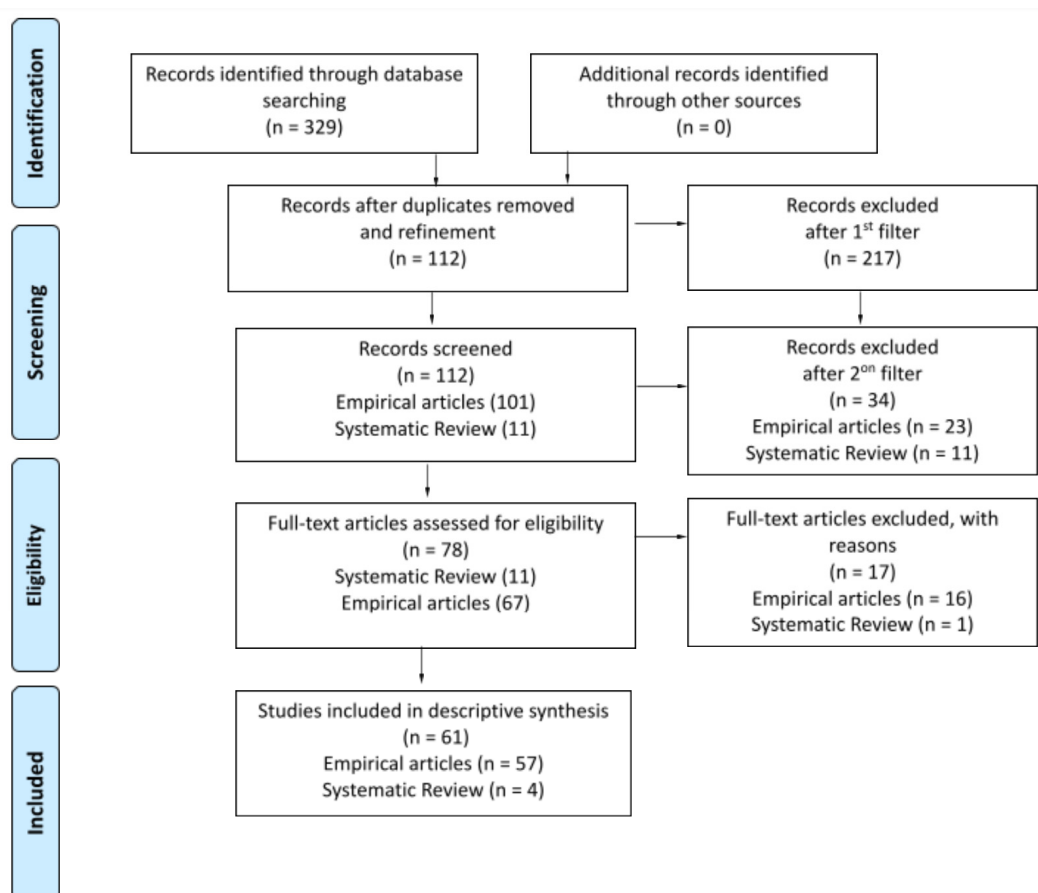 Identification
Records identified through database
searching
(n = 329)
Additional records identified
through other sources
(n = 0)
Records after duplicates removed
and refinement
(n = 112)
Records excluded
after 1st filter
(n = 217)
Screening
Records screened
(n = 112)
Empirical articles (101)
Systematic Review (11)
Records excluded
after 2on filter
(n = 34)
Empirical articles (n = 23)
Systematic Review (n = 11)
Eligibility
Full-text articles assessed for eligibility
(n = 78)
Systematic Review (11)
Empirical articles (67)
Full-text articles excluded, with
reasons
(n = 17)
Empirical articles (n = 16)
Systematic Review (n = 1)
Included
Studies included in descriptive synthesis
(n = 61)
Empirical articles (n = 57)
Systematic Review (n = 4)